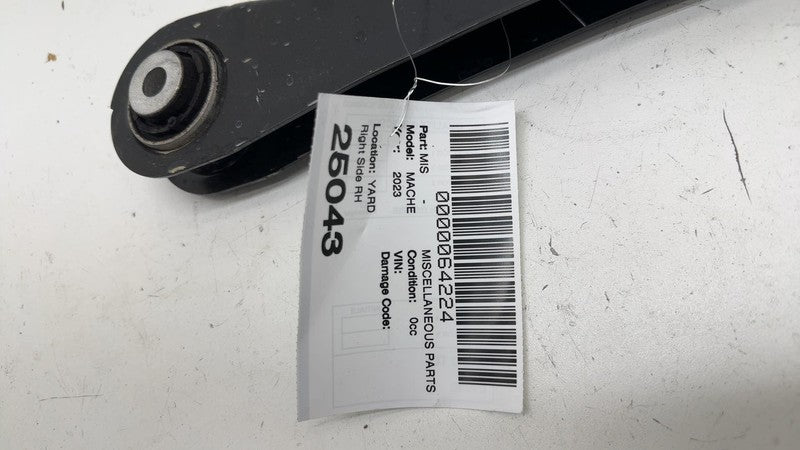 0000064224
Part: MIS - MISCELLANEOUS PARTS
Model: MACHE Condition: 0cc
2023 VIN:
Damage Code:
Location: YARD
Right Side RH
25043